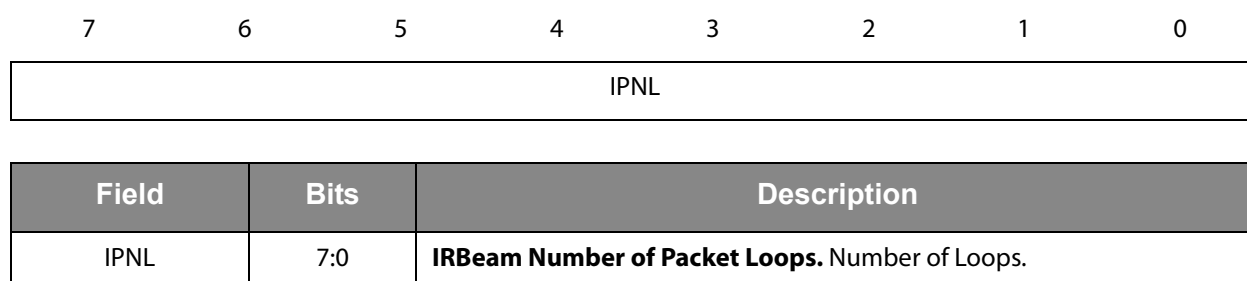 7 6 5 4 3 2 1 0
IPNL
Field Bits Description
IPNL 7:0 IRBeam Number of Packet Loops. Number of Loops.